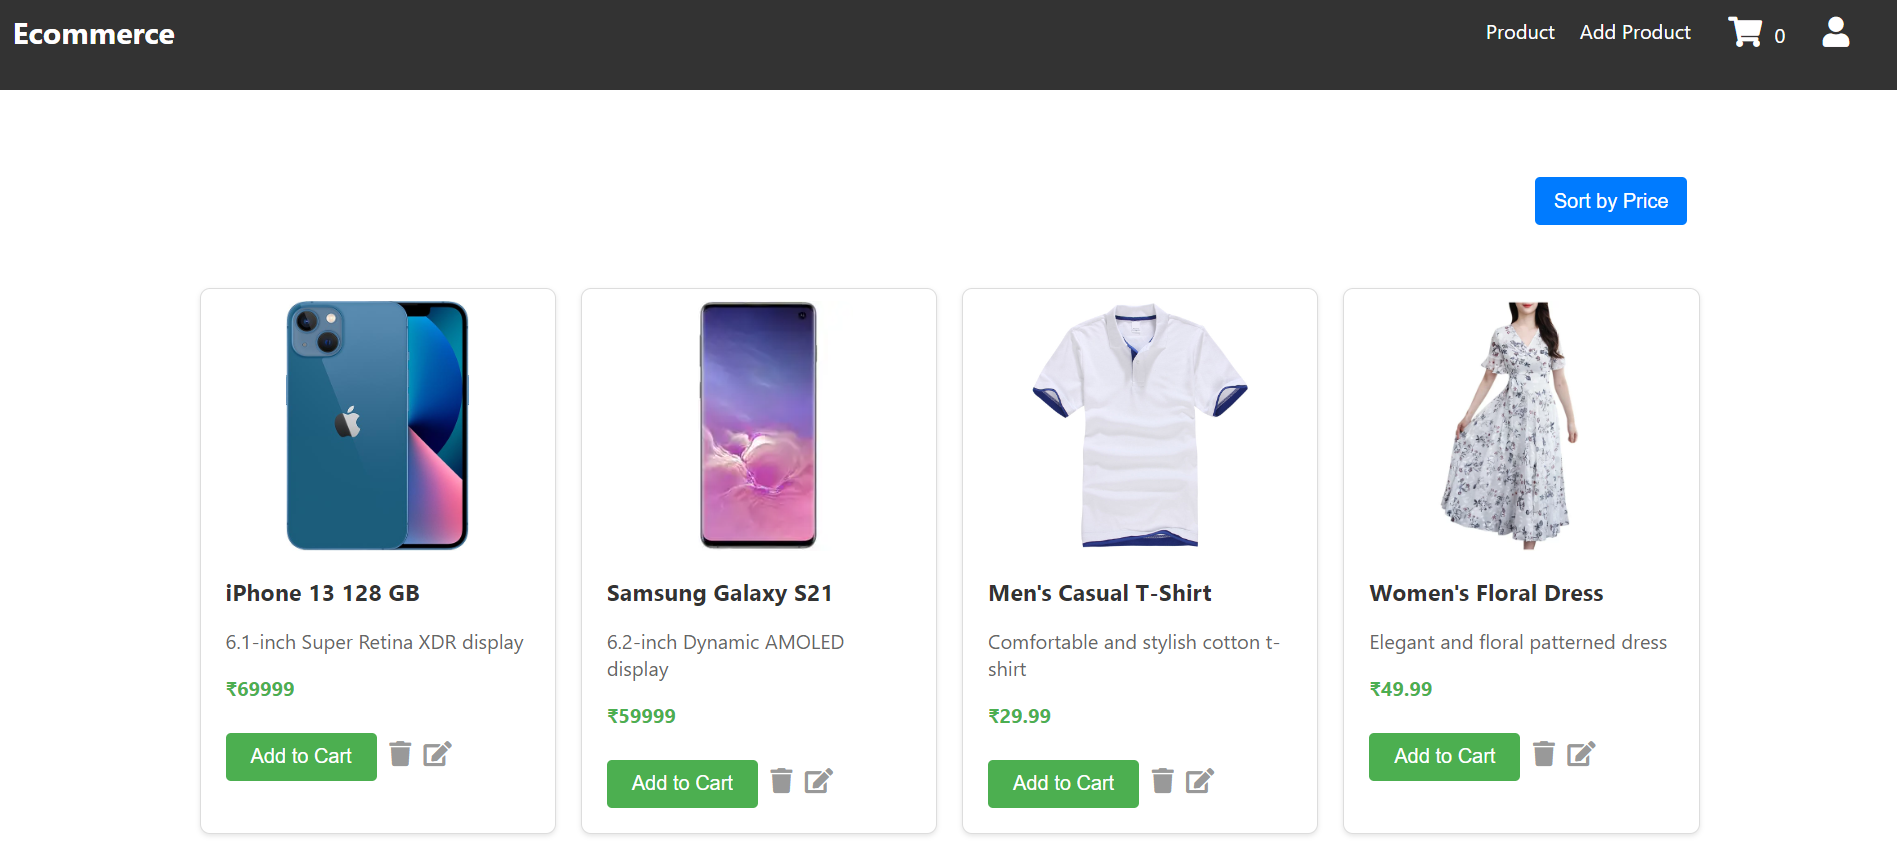 Ecommerce
Product
Add Product
0
Sort by Price
iPhone 13 128 GB
6.1-inch Super Retina XDR display
₹69999
Add to Cart
Samsung Galaxy S21
6.2-inch Dynamic AMOLED
display
₹59999
Add to Cart
Men's Casual T-Shirt
Comfortable and stylish cotton t-
shirt
₹29.99
Add to Cart
Women's Floral Dress
Elegant and floral patterned dress
₹49.99
Add to Cart